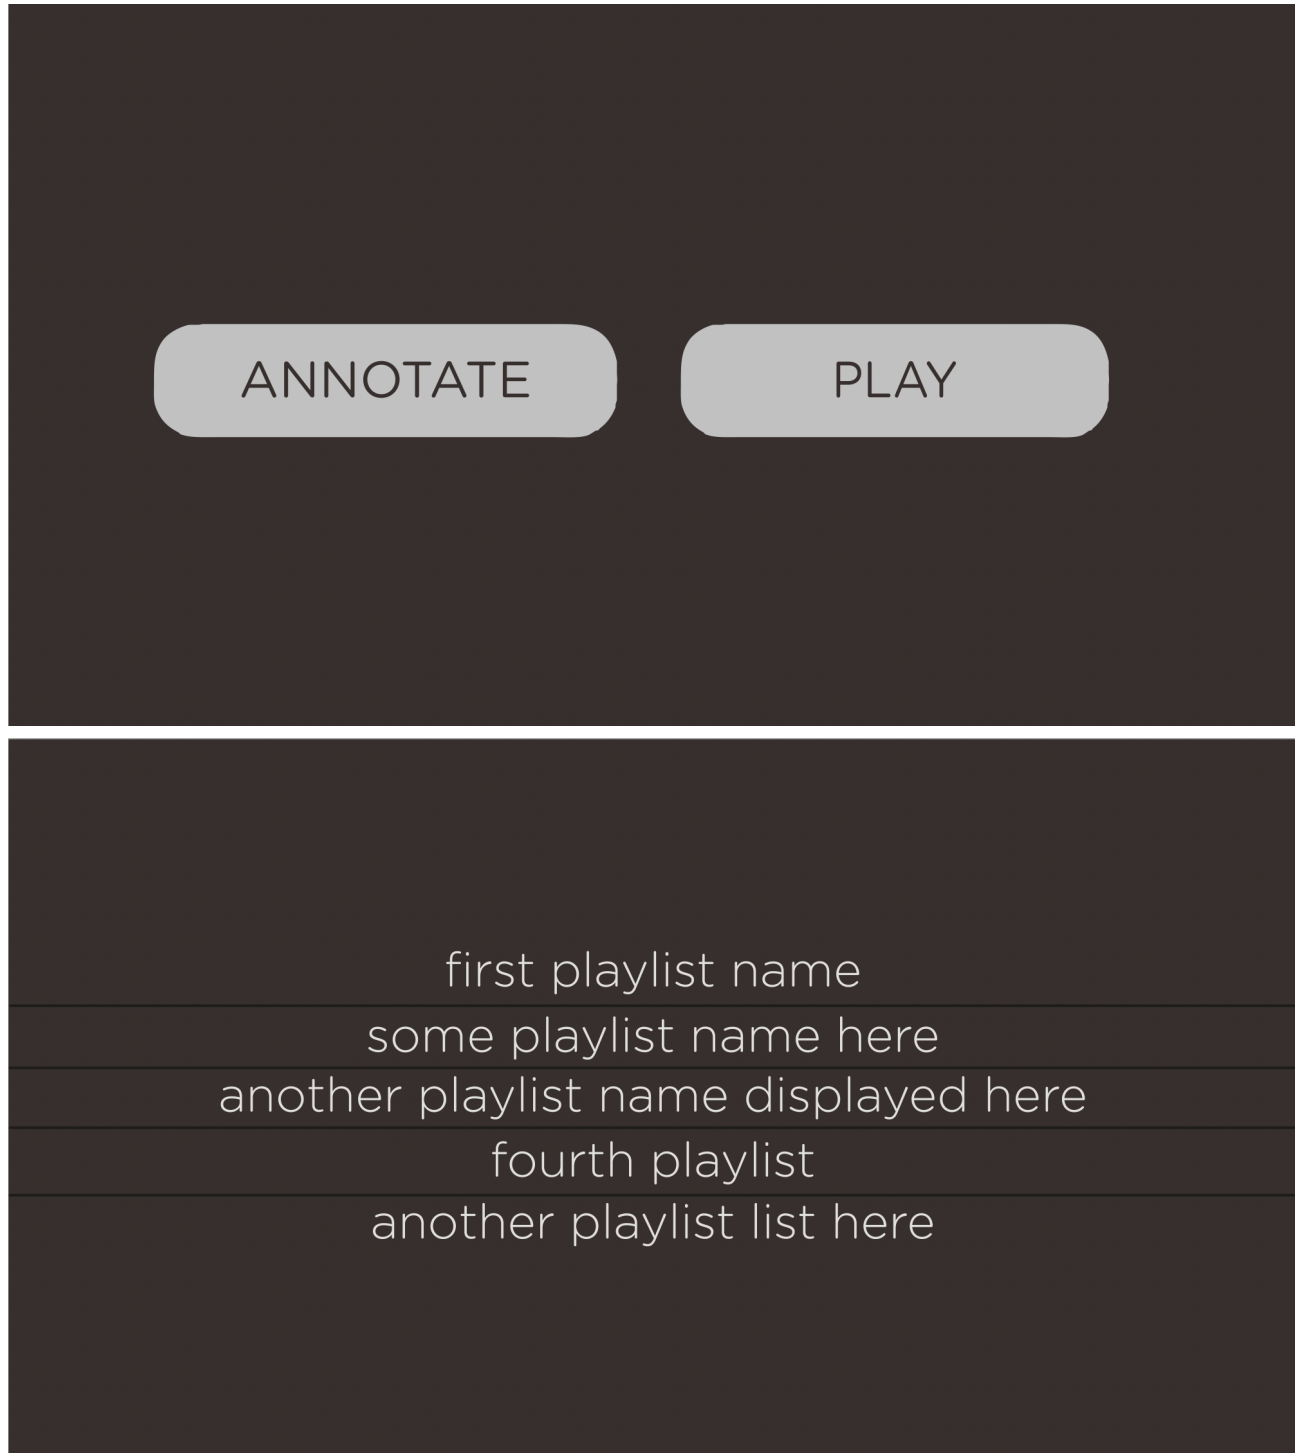 ANNOTATE PLAY
first playlist name
some playlist name here
another playlist name displayed here
fourth playlist
another playlist list here